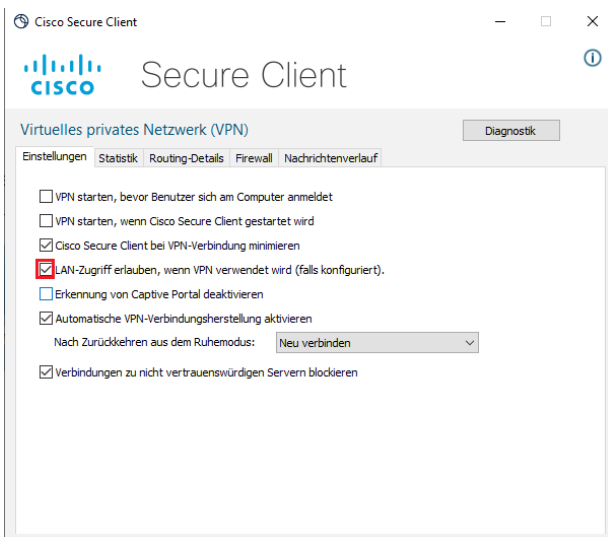 Cisco Secure Client
CISCO
Secure Client
Virtuelles privates Netzwerk (VPN)
Diagnostik
Einstellungen Statistik Routing-Details Firewall Nachrichtenverlauf
VPN starten, bevor Benutzer sich am Computer anmeldet
VPN starten, wenn Cisco Secure Client gestartet wird
Cisco Secure Client bei VPN-Verbindung minimieren
LAN-Zugriff erlauben, wenn VPN verwendet wird (falls konfiguriert).
Erkennung von Captive Portal deaktivieren
Automatische VPN-Verbindungsherstellung aktivieren
Nach Zurückkehren aus dem Ruhemodus: Neu verbinden
Verbindungen zu nicht vertrauenswürdigen Servern blockieren